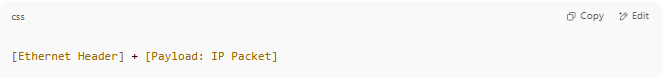 css
Copy
Edit
[Ethernet Header] + [Payload: IP Packet]